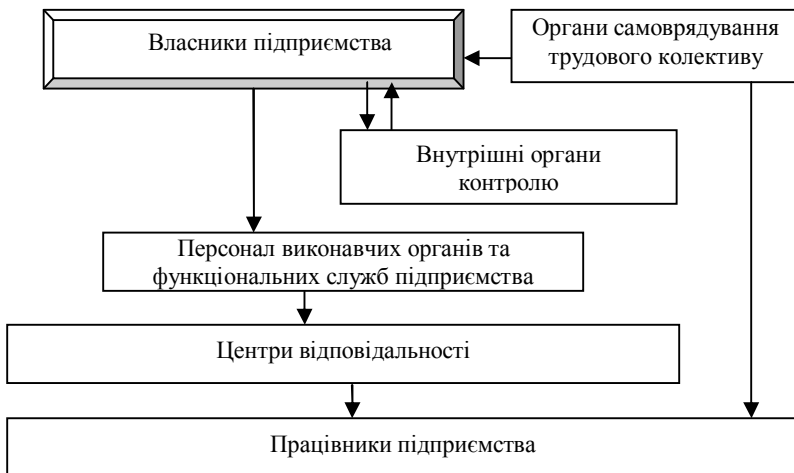 Власники підприємства
Органи самоврядування
трудового колективу
Внутрішні органи
контролю
Персонал виконавчих органів та
функціональних служб підприємства
Центри відповідальності
Працівники підприємства